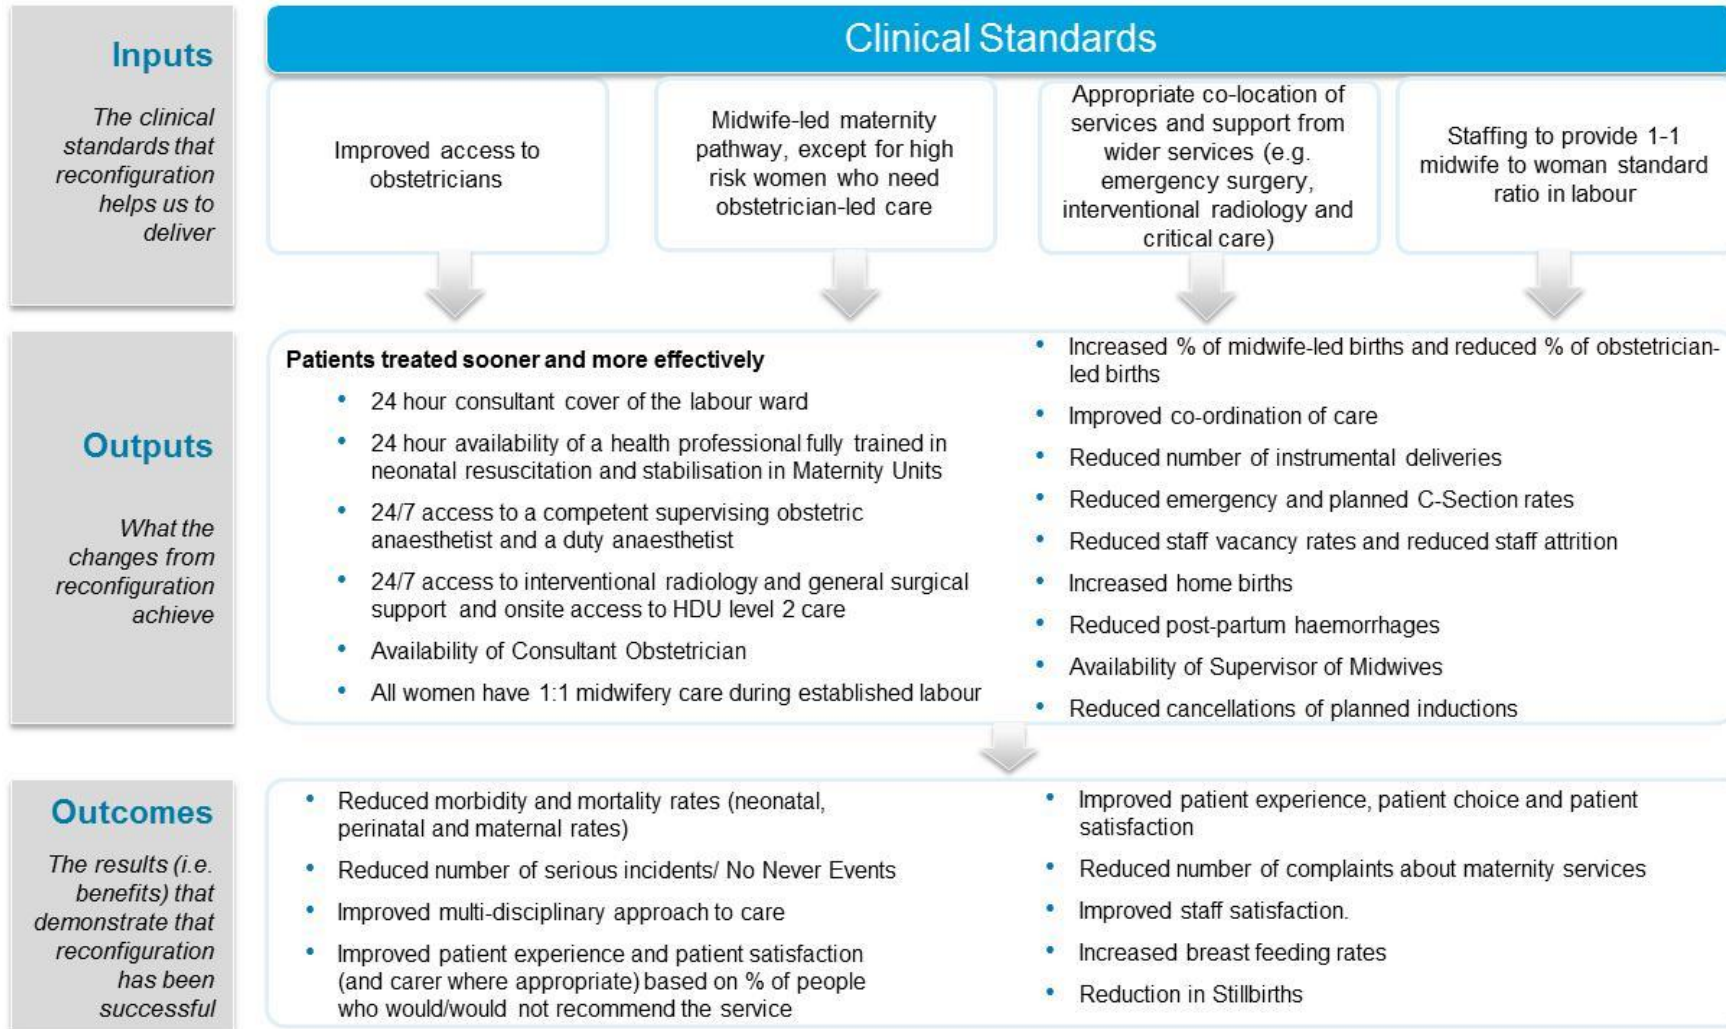 Inputs
The clinical
standards that
reconfiguration
helps us to
deliver
Clinical Standards
Improved access to
obstetricians
Midwife-led maternity
pathway, except for high
risk women who need
obstetrician-led care
Appropriate co-location of
services and support from
wider services (e.g.
emergency surgery,
interventional radiology and
critical care)
Staffing to provide 1-1
midwife to woman standard
ratio in labour
Outputs
What the
changes from
reconfiguration
achieve
Patients treated sooner and more effectively
• 24 hour consultant cover of the labour ward
• 24 hour availability of a health professional fully trained in
neonatal resuscitation and stabilisation in Maternity Units
• 24/7 access to a competent supervising obstetric
anaesthetist and a duty anaesthetist
• 24/7 access to interventional radiology and general surgical
support and onsite access to HDU level 2 care
• Availability of Consultant Obstetrician
• All women have 1:1 midwifery care during established labour
• Increased % of midwife-led births and reduced % of obstetrician-
led births
• Improved co-ordination of care
• Reduced number of instrumental deliveries
• Reduced emergency and planned C-Section rates
• Reduced staff vacancy rates and reduced staff attrition
• Increased home births
• Reduced post-partum haemorrhages
• Availability of Supervisor of Midwives
• Reduced cancellations of planned inductions
Outcomes
The results (i.e.
benefits) that
demonstrate that
reconfiguration
has been
successful
• Reduced morbidity and mortality rates (neonatal,
perinatal and maternal rates)
• Reduced number of serious incidents/ No Never Events
• Improved multi-disciplinary approach to care
• Improved patient experience and patient satisfaction
(and carer where appropriate) based on % of people
who would/would not recommend the service
• Improved patient experience, patient choice and patient
satisfaction
• Reduced number of complaints about maternity services
• Improved staff satisfaction.
• Increased breast feeding rates
• Reduction in Stillbirths